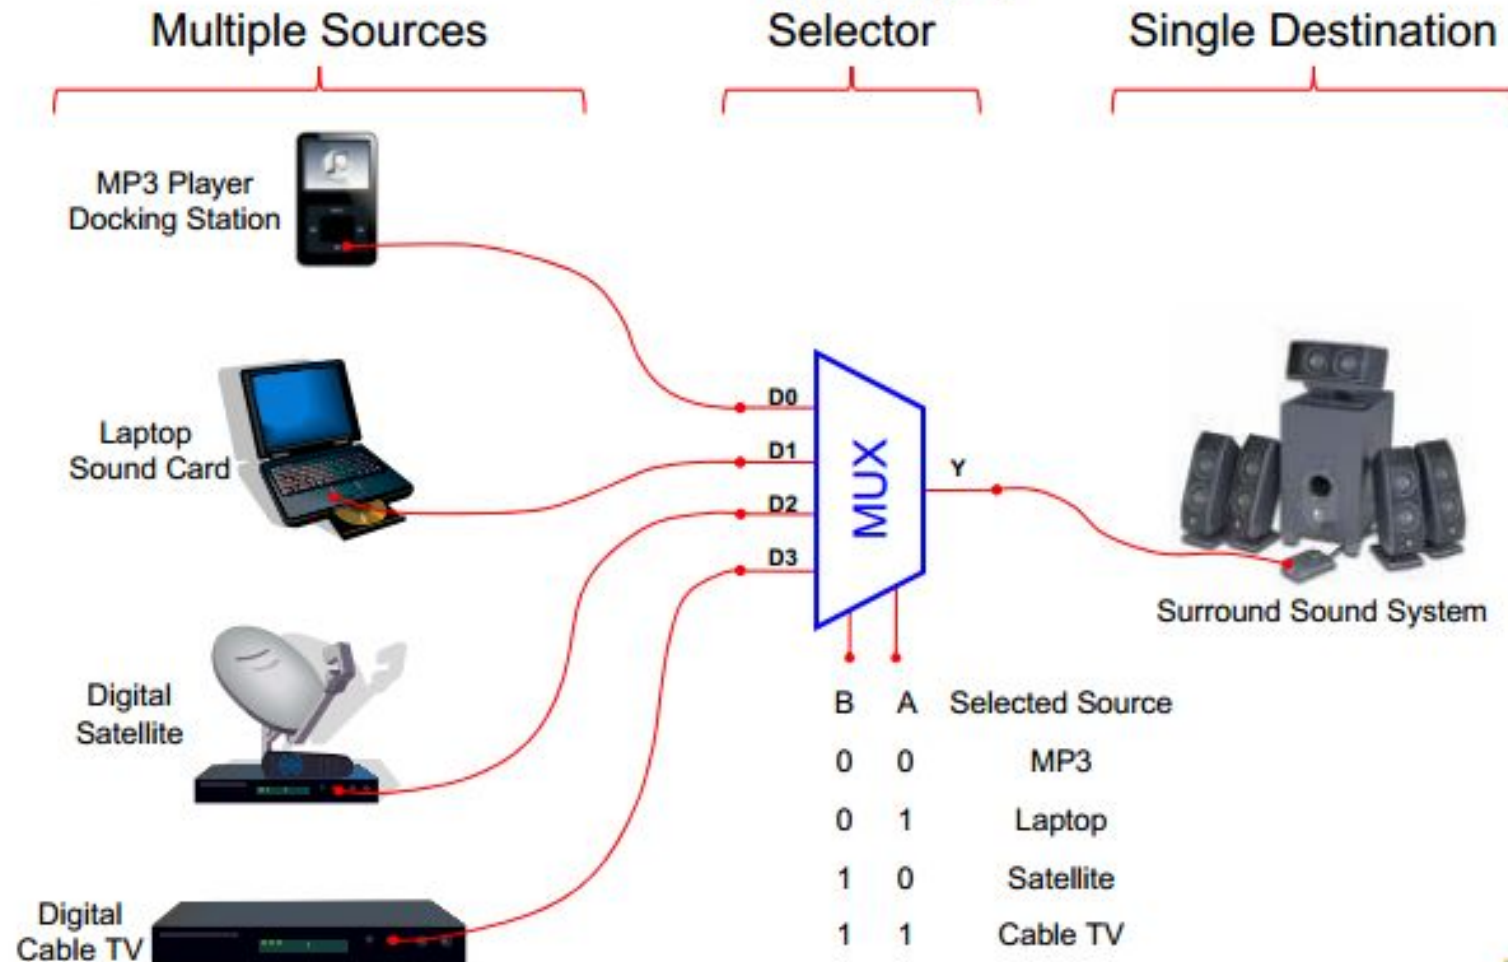 Multiple Sources
Selector
Single Destination
MP3 Player
Docking Station
Laptop
Sound Card
Digital
Satellite
Digital
Cable TV
D0
D1
D2
D3
MUX
Y
Surround Sound System
B A Selected Source
0 0 MP3
0 1 Laptop
1 0 Satellite
1 1 Cable TV